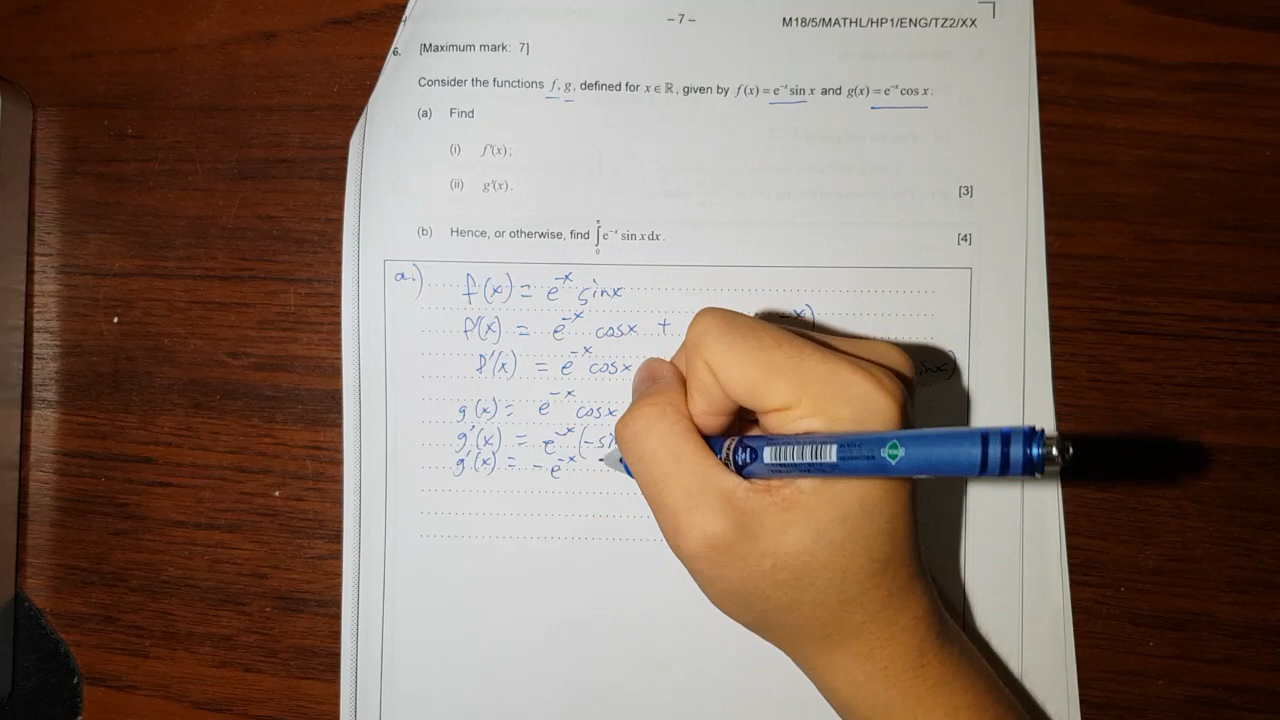 – 7 –
M18/5/MATHL/HP1/ENG/TZ2/XX
6. [Maximum mark: 7]
Consider the functions f, g, defined for x ∈ ℝ, given by f(x) = e⁻ˣ sin x and g(x) = e⁻ˣ cos x.
(a) Find
(i) f′(x);
(ii) g′(x). [3]
(b) Hence, or otherwise, find ∫₀^π e⁻ˣ sin x dx. [4]
a.) f(x) = e⁻ˣ sinx
f'(x) = e⁻ˣ cosx + -x)
f'(x) = e⁻ˣ cosx
g(x) = e⁻ˣ cosx
g'(x) = e⁻ˣ (-si
g'(x) = - e⁻ˣ